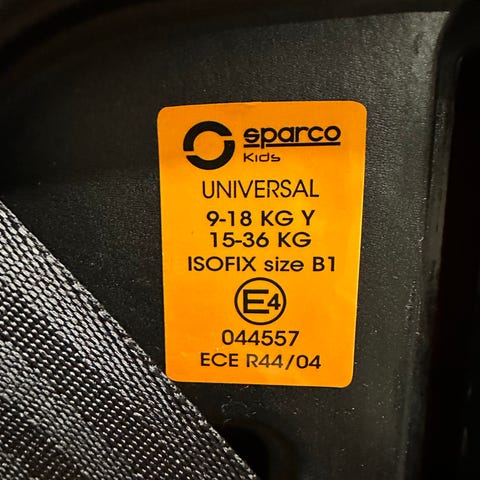 sparco
Kids
UNIVERSAL
9-18 KG Y
15-36 KG
ISOFIX size B1
E4
044557
ECE R44/04